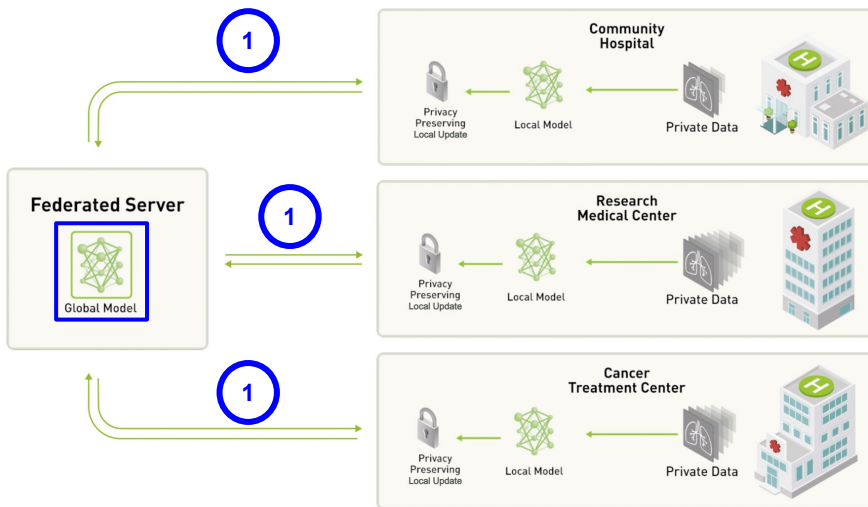 1
Community
Hospital
Privacy
Preserving
Local Update
Local Model
Private Data
H
Federated Server
Global Model
1
Research
Medical Center
Privacy
Preserving
Local Update
Local Model
Private Data
H
1
Cancer
Treatment Center
Privacy
Preserving
Local Update
Local Model
Private Data
H